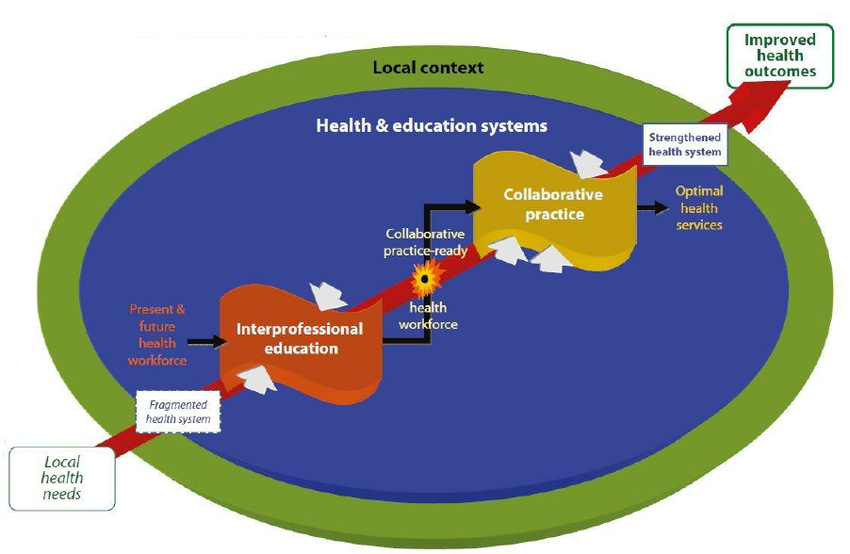 Improved
health
outcomes
Local context
Health & education systems
Strengthened
health system
Collaborative
practice
Optimal
health
services
Collaborative
practice-ready
health
workforce
Present &
future
health
workforce
Interprofessional
education
Fragmented
health system
Local
health
needs